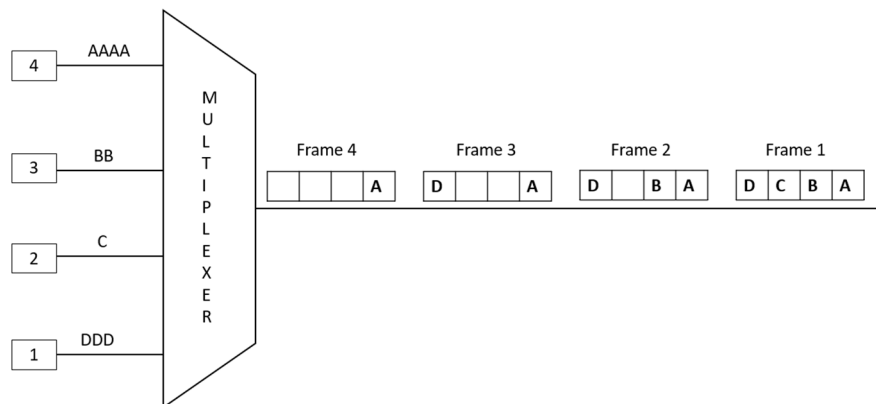 4
AAAA
3
BB
2
C
1
DDD
MULTIPLEXER
Frame 4
A
Frame 3
D A
Frame 2
D B A
Frame 1
D C B A